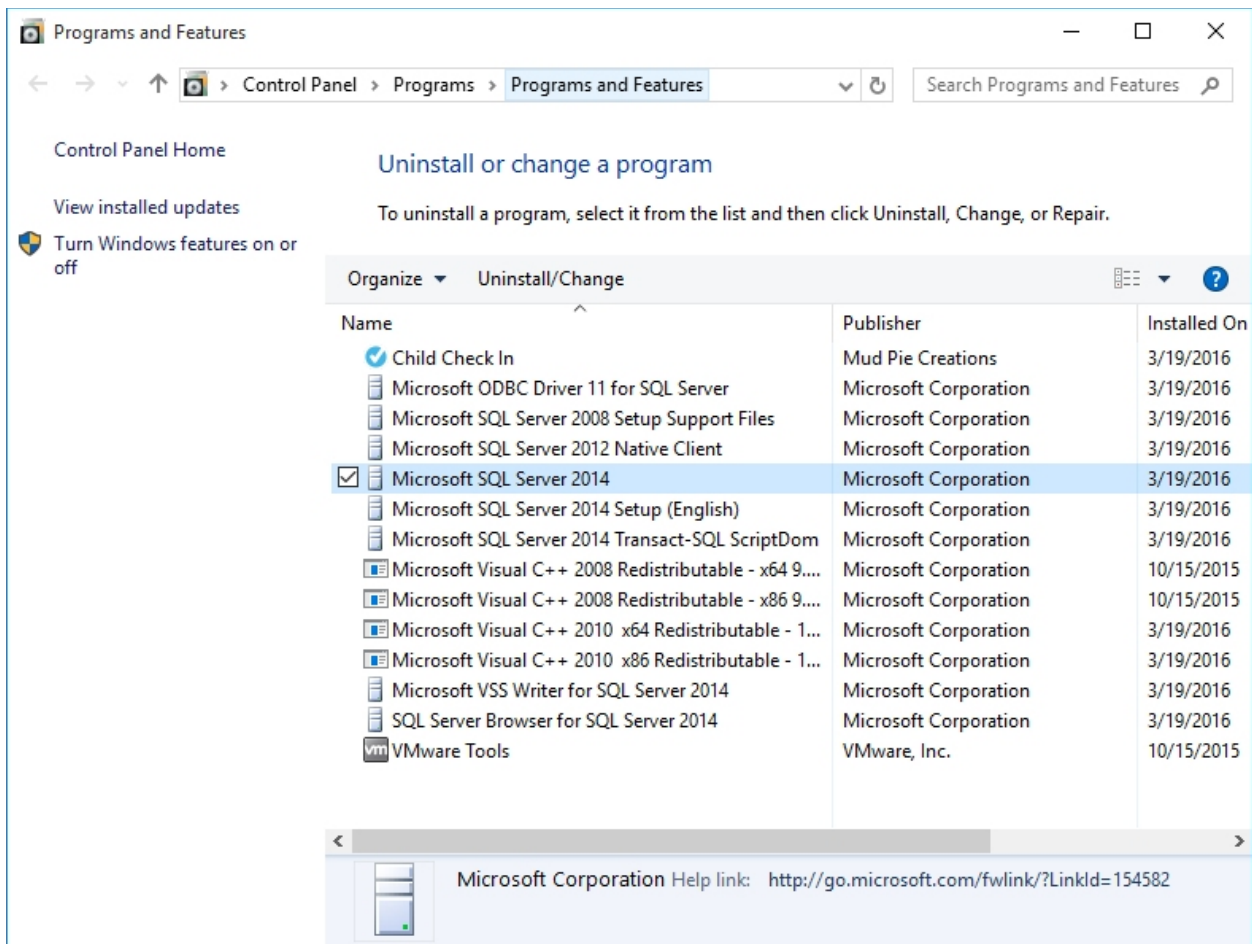 Programs and Features
Control Panel > Programs > Programs and Features
Search Programs and Features
Control Panel Home
View installed updates
Turn Windows features on or
off
Uninstall or change a program
To uninstall a program, select it from the list and then click Uninstall, Change, or Repair.
Organize Uninstall/Change
Name Publisher Installed On
Child Check In Mud Pie Creations 3/19/2016
Microsoft ODBC Driver 11 for SQL Server Microsoft Corporation 3/19/2016
Microsoft SQL Server 2008 Setup Support Files Microsoft Corporation 3/19/2016
Microsoft SQL Server 2012 Native Client Microsoft Corporation 3/19/2016
Microsoft SQL Server 2014 Microsoft Corporation 3/19/2016
Microsoft SQL Server 2014 Setup (English) Microsoft Corporation 3/19/2016
Microsoft SQL Server 2014 Transact-SQL ScriptDom Microsoft Corporation 3/19/2016
Microsoft Visual C++ 2008 Redistributable - x64 9.... Microsoft Corporation 10/15/2015
Microsoft Visual C++ 2008 Redistributable - x86 9.... Microsoft Corporation 10/15/2015
Microsoft Visual C++ 2010 x64 Redistributable - 1... Microsoft Corporation 3/19/2016
Microsoft Visual C++ 2010 x86 Redistributable - 1... Microsoft Corporation 3/19/2016
Microsoft VSS Writer for SQL Server 2014 Microsoft Corporation 3/19/2016
SQL Server Browser for SQL Server 2014 Microsoft Corporation 3/19/2016
vm VMware Tools VMware, Inc. 10/15/2015
Microsoft Corporation Help link: http://go.microsoft.com/fwlink/?LinkId=154582